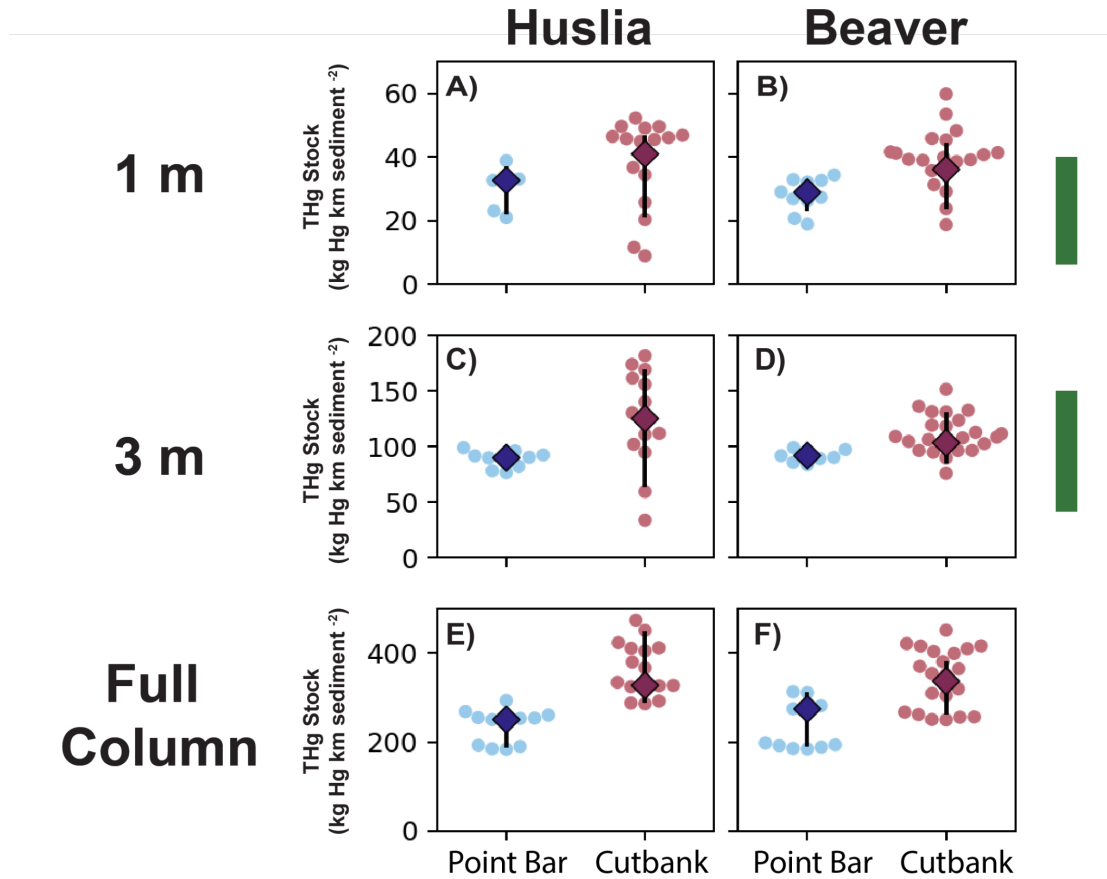 Huslia Beaver
1 m
THg Stock
(kg Hg km sediment -2)
60
40
20
0
A)
B)
3 m
THg Stock
(kg Hg km sediment -2)
200
150
100
50
0
C)
D)
Full
Column
THg Stock
(kg Hg km sediment -2)
400
200
0
E)
F)
Point Bar Cutbank Point Bar Cutbank